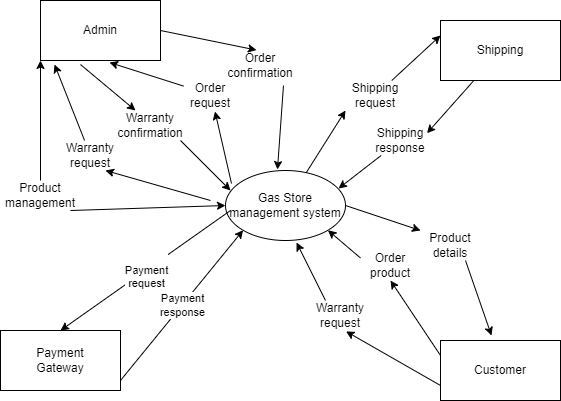 Admin
Shipping
Order
confirmation
Order
request
Shipping
request
Warranty
confirmation
Shipping
response
Warranty
request
Product
management
Gas Store
management system
Product
details
Order
product
Payment
request
Payment
response
Warranty
request
Payment
Gateway
Customer